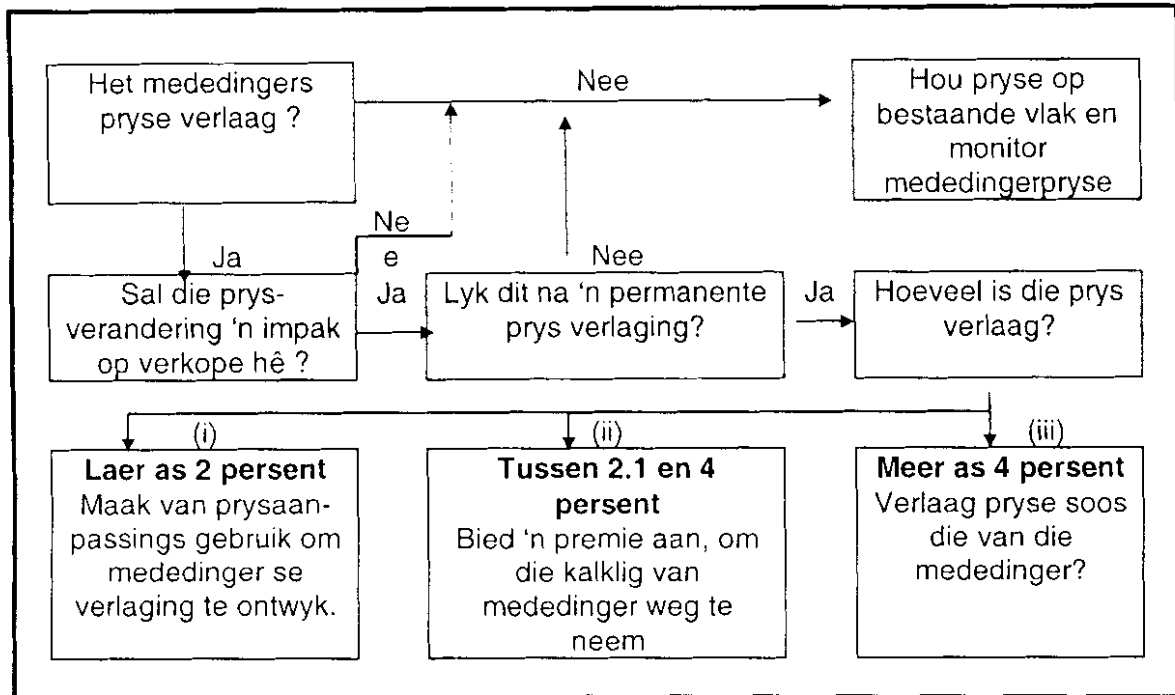 Het mededingers
pryse verlaag ?
Nee
Hou pryse op
bestaande vlak en
monitor
mededingerpryse
Ja
Ne
e
Nee
Sal die prys-
verandering 'n impak
op verkope hê ?
Ja
Lyk dit na 'n permanente
prys verlaging?
Ja
Hoeveel is die prys
verlaag?
(i)
Laer as 2 persent
Maak van prysaan-
passings gebruik om
mededinger se
verlaging te ontwyk.
(ii)
Tussen 2.1 en 4
persent
Bied 'n premie aan, om
die kalklig van
mededinger weg te
neem
(iii)
Meer as 4 persent
Verlaag pryse soos
die van die
mededinger?